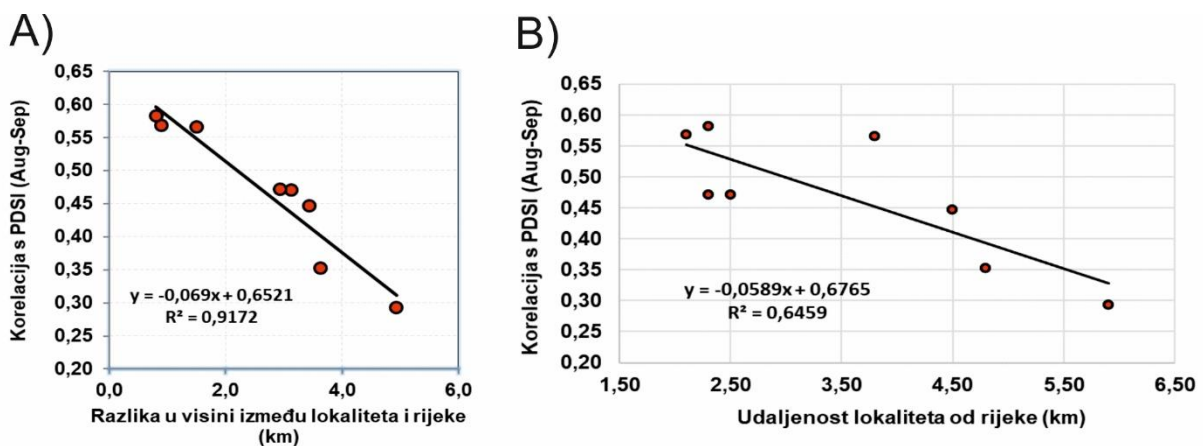 A)
Korelacija s PDSI (Aug-Sep)
0,65
0,60
0,55
0,50
0,45
0,40
0,35
0,30
0,25
0,20
y = -0,069x + 0,6521
R² = 0,9172
0,0 2,0 4,0 6,0
Razlika u visini između lokaliteta i rijeke
(km)
B)
Korelacija s PDSI (Aug-Sep)
0,65
0,60
0,55
0,50
0,45
0,40
0,35
0,30
0,25
0,20
y = -0,0589x + 0,6765
R² = 0,6459
1,50 2,50 3,50 4,50 5,50 6,50
Udaljenost lokaliteta od rijeke (km)